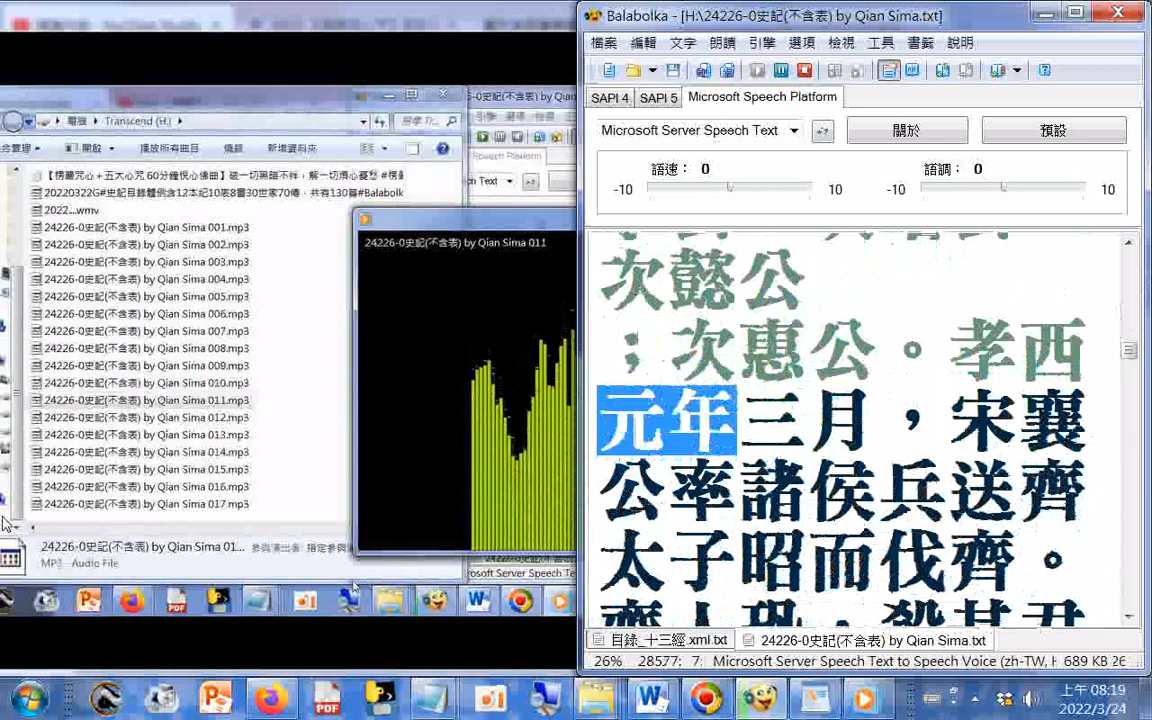 Balabolka - [H:\24226-0史記(不含表) by Qian Sima.txt]
檔案 編輯 文字 朗讀 引擎 選項 檢視 工具 書籤 說明
SAPI 4 SAPI 5 Microsoft Speech Platform
Microsoft Server Speech Text 關於 預設
語速： 0 語調： 0
-10 10 -10 10
次懿公
；次惠公。孝西
元年三月，宋襄
公率諸侯兵送齊
太子昭而伐齊。
目錄_十三經.xml.txt 24226-0史記(不含表) by Qian Sima.txt
26% 28577: 7: Microsoft Server Speech Text to Speech Voice (zh-TW, H 689 KB 26
電腦 Transcend (H:)
開啟 播放所有曲目 燒錄 新增資料夾
【楞嚴咒心＋五大心咒 60分鐘悅心佛曲】破一切黑暗不祥，解一切煩心憂愁 #楞嚴
20220322G#史記目錄體例含12本紀10表8書30世家70傳，共有130篇#Balabolk
2022...wmv
24226-0史記(不含表) by Qian Sima 001.mp3
24226-0史記(不含表) by Qian Sima 002.mp3
24226-0史記(不含表) by Qian Sima 003.mp3
24226-0史記(不含表) by Qian Sima 004.mp3
24226-0史記(不含表) by Qian Sima 005.mp3
24226-0史記(不含表) by Qian Sima 006.mp3
24226-0史記(不含表) by Qian Sima 007.mp3
24226-0史記(不含表) by Qian Sima 008.mp3
24226-0史記(不含表) by Qian Sima 009.mp3
24226-0史記(不含表) by Qian Sima 010.mp3
24226-0史記(不含表) by Qian Sima 011.mp3
24226-0史記(不含表) by Qian Sima 012.mp3
24226-0史記(不含表) by Qian Sima 013.mp3
24226-0史記(不含表) by Qian Sima 014.mp3
24226-0史記(不含表) by Qian Sima 015.mp3
24226-0史記(不含表) by Qian Sima 016.mp3
24226-0史記(不含表) by Qian Sima 017.mp3
24226-0史記(不含表) by Qian Sima 01... 參與演出者: 指定參與
MP3 - Audio File
24226-0史記(不含表) by Qian Sima 011
上午 08:19
2022/3/24